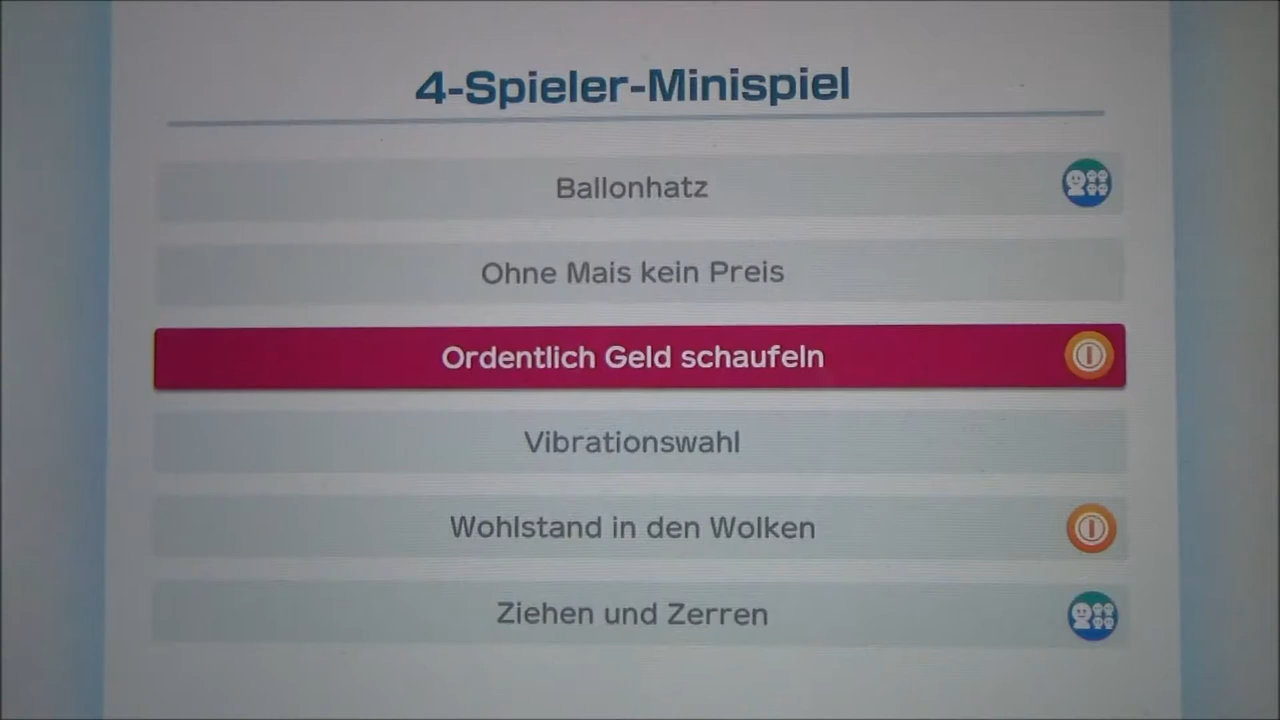 4-Spieler-Minispiel
Ballonhatz
Ohne Mais kein Preis
Ordentlich Geld schaufeln
Vibrationswahl
Wohlstand in den Wolken
Ziehen und Zerren